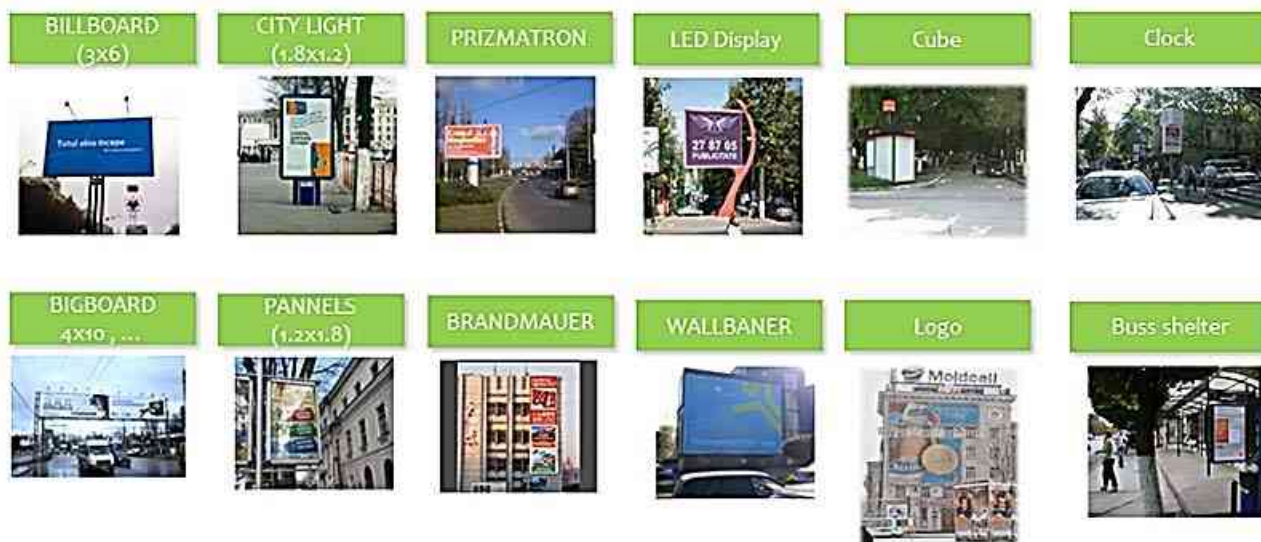 BILLBOARD
(3x6)
CITY LIGHT
(1.8x1.2)
PRIZMATRON
LED Display
Cube
Clock
Totul abia începe
27 87 05
PUBLICITATE
BIGBOARD
4x10 , ...
PANNELS
(1.2x1.8)
BRANDMAUER
WALLBANER
Logo
Buss shelter
Moldcell